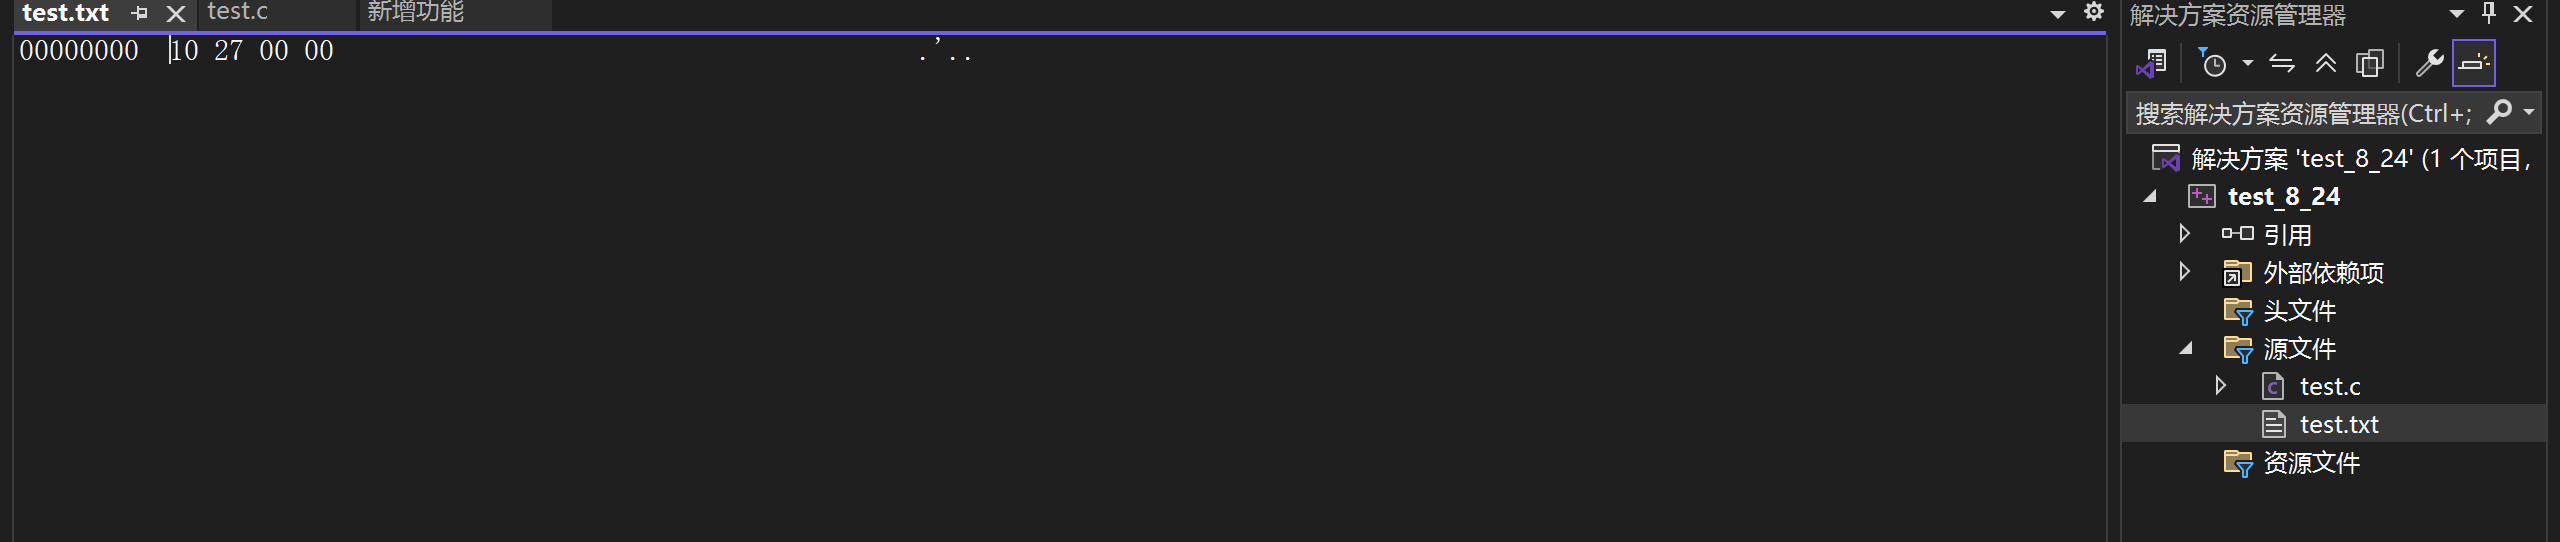 test.txt test.c 新增功能
00000000 10 27 00 00 .'..
解决方案资源管理器
搜索解决方案资源管理器(Ctrl+;
解决方案 'test_8_24' (1 个项目,
test_8_24
引用
外部依赖项
头文件
源文件
test.c
test.txt
资源文件